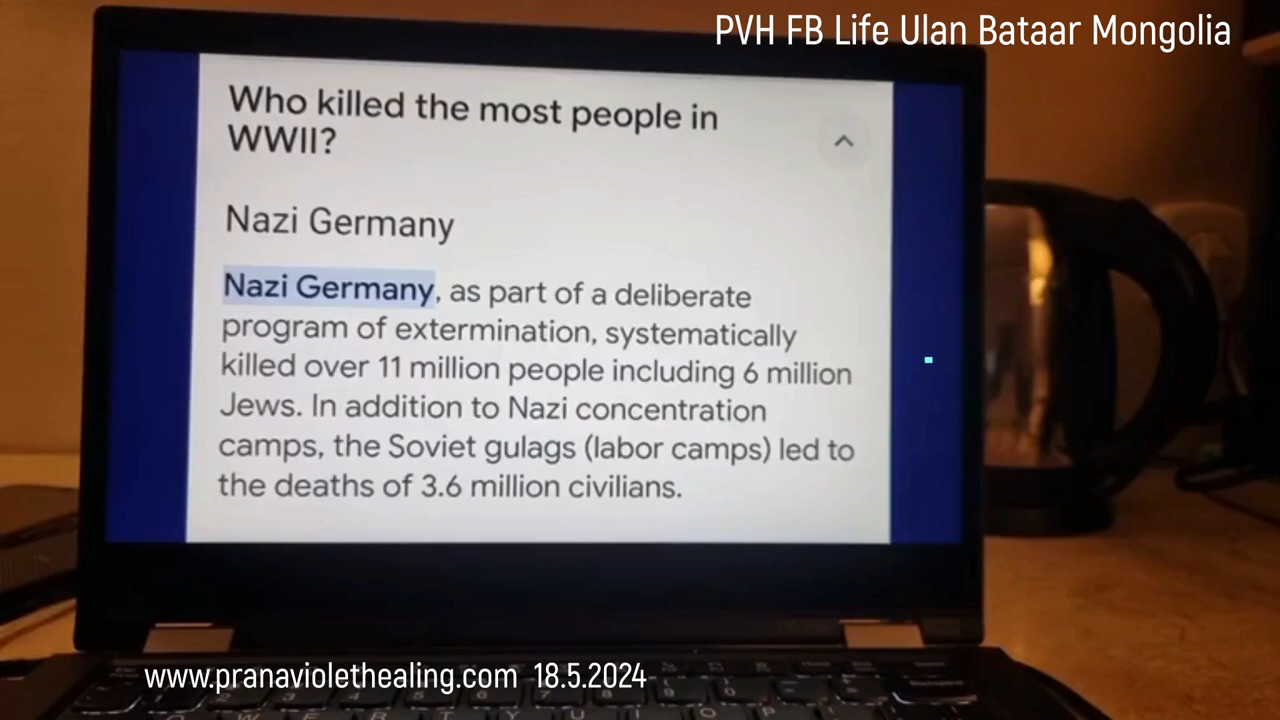 PVH FB Life Ulan Bataar Mongolia
Who killed the most people in
WWII?
Nazi Germany
Nazi Germany, as part of a deliberate
program of extermination, systematically
killed over 11 million people including 6 million
Jews. In addition to Nazi concentration
camps, the Soviet gulags (labor camps) led to
the deaths of 3.6 million civilians.
www.pranaviolethealing.com 18.5.2024